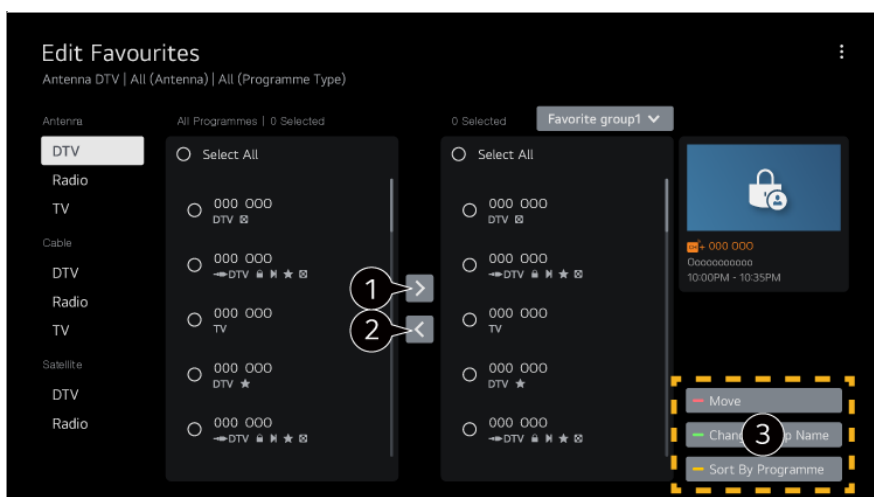 Edit Favourites
Antenna DTV | All (Antenna) | All (Programme Type)
Antenna
DTV
Radio
TV
Cable
DTV
Radio
TV
Satellite
DTV
Radio
All Programmes | 0 Selected
Select All
000 000
DTV
000 000
DTV
000 000
TV
000 000
DTV
000 000
DTV
1
2
0 Selected
Favorite group1
Select All
000 000
DTV
000 000
DTV
000 000
TV
000 000
DTV
000 000
DTV
+ 000 000
Ooooooooooo
10:00PM - 10:35PM
Move
3
Name
Sort By Programme